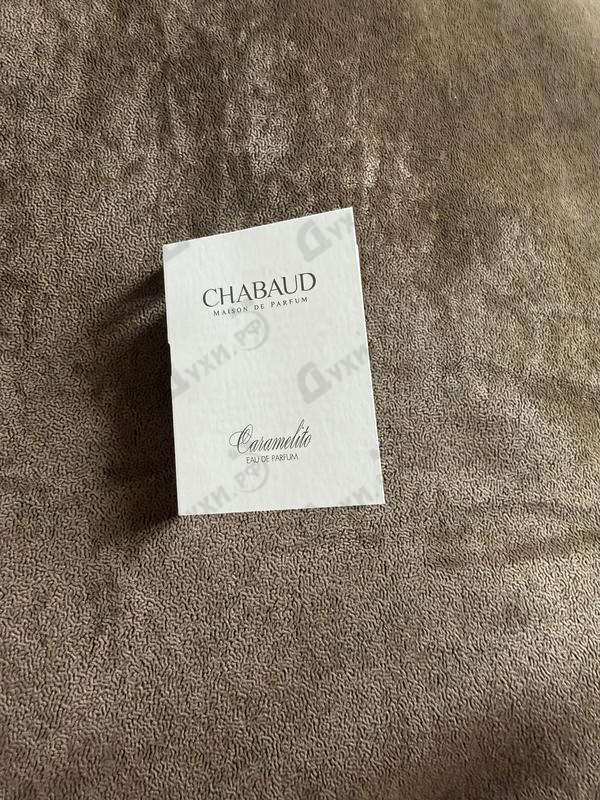 CHABAUD
MAISON DE PARFUM
Caramelito
EAU DE PARFUM
Духи.рф